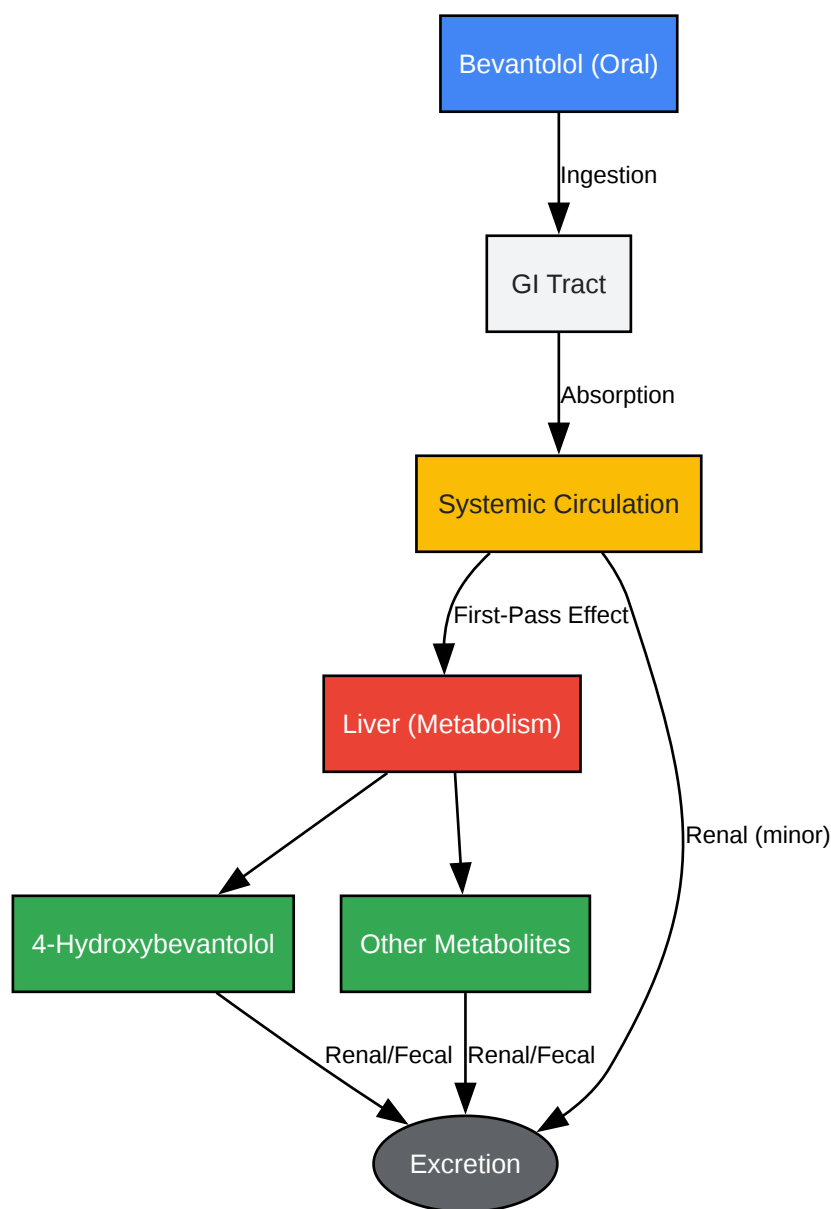 Bevantolol (Oral)
Ingestion
GI Tract
Absorption
Systemic Circulation
First-Pass Effect
Liver (Metabolism)
Renal (minor)
4-Hydroxybevantolol
Other Metabolites
Renal/Fecal
Renal/Fecal
Excretion